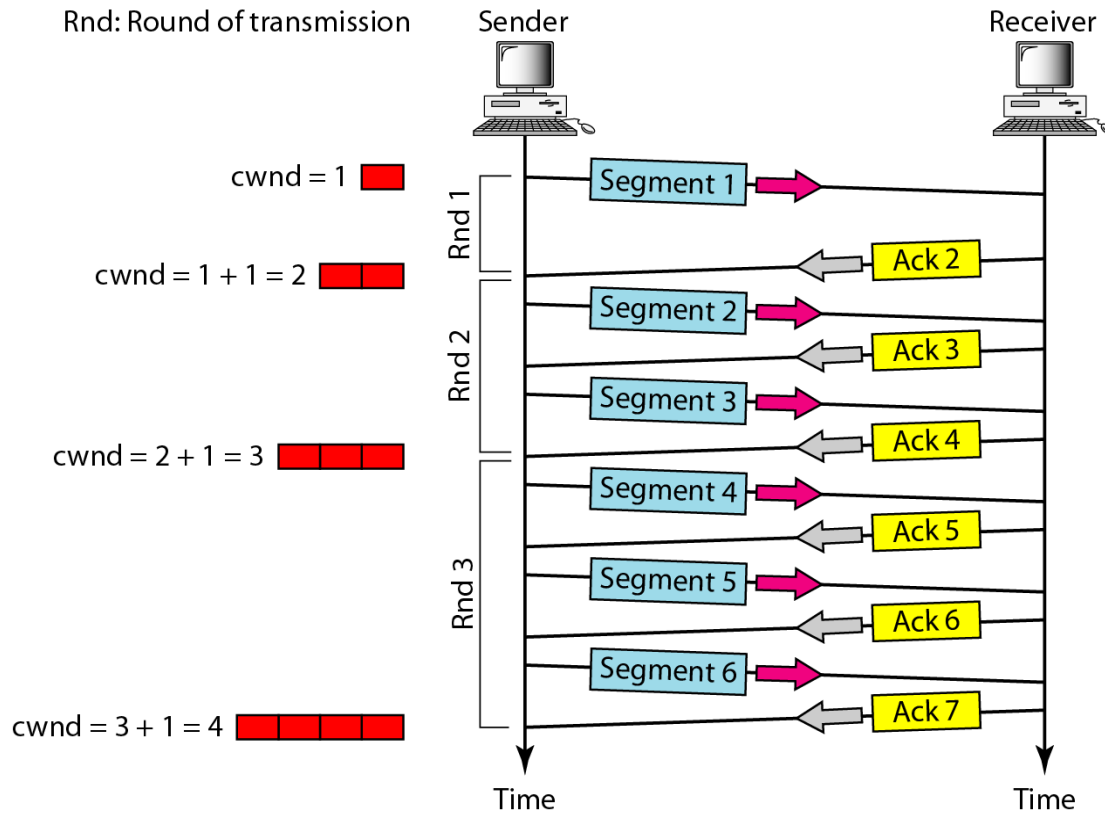 Rnd: Round of transmission
Sender
Receiver
cwnd = 1
Rnd 1
Segment 1
Ack 2
cwnd = 1 + 1 = 2
Rnd 2
Segment 2
Ack 3
Segment 3
Ack 4
cwnd = 2 + 1 = 3
Rnd 3
Segment 4
Ack 5
Segment 5
Ack 6
Segment 6
Ack 7
cwnd = 3 + 1 = 4
Time
Time